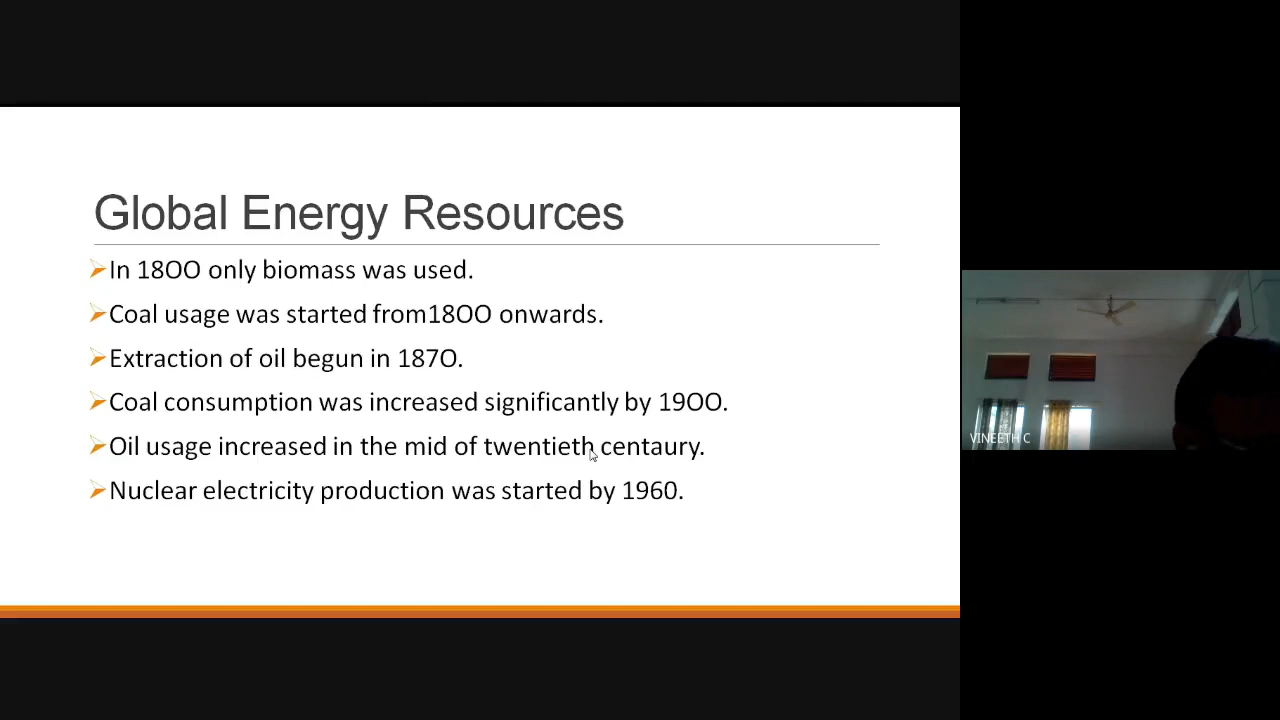 Global Energy Resources
In 18OO only biomass was used.
Coal usage was started from18OO onwards.
Extraction of oil begun in 187O.
Coal consumption was increased significantly by 19OO.
Oil usage increased in the mid of twentieth centaury.
Nuclear electricity production was started by 1960.
VINEETH C